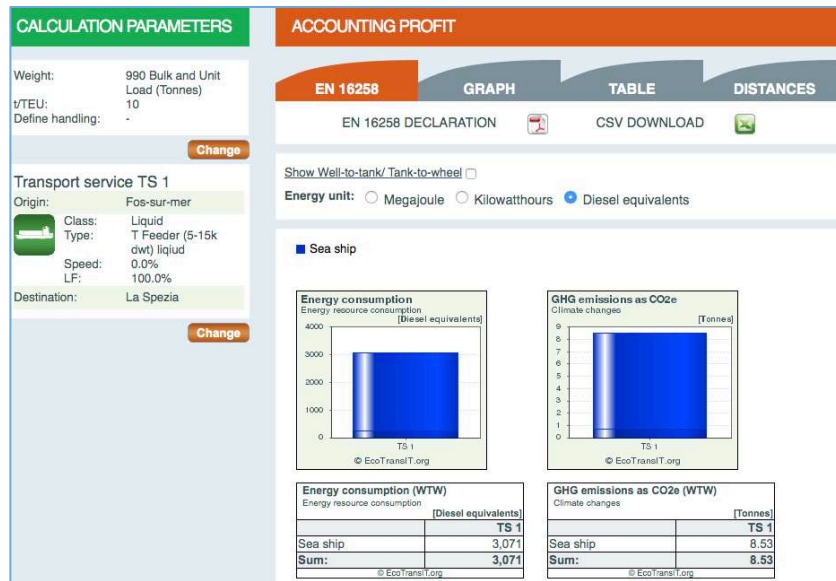 CALCULATION PARAMETERS
Weight: 990 Bulk and Unit
Load (Tonnes)
t/TEU: 10
Define handling: -
Change
Transport service TS 1
Origin: Fos-sur-mer
Class: Liquid
Type: T Feeder (5-15k
dwt) liqiud
Speed: 0.0%
LF: 100.0%
Destination: La Spezia
Change
ACCOUNTING PROFIT
EN 16258 GRAPH TABLE DISTANCES
EN 16258 DECLARATION CSV DOWNLOAD
Show Well-to-tank/ Tank-to-wheel
Energy unit: Megajoule Kilowatthours Diesel equivalents
Sea ship
Energy consumption
Energy resource consumption
[Diesel equivalents]
4000
3000
2000
1000
0
TS 1
© EcoTransIT.org
GHG emissions as CO2e
Climate changes
[Tonnes]
9
8
7
6
5
4
3
2
1
0
TS 1
© EcoTransIT.org
Energy consumption (WTW)
Energy resource consumption
[Diesel equivalents]
TS 1
Sea ship 3,071
Sum: 3,071
© EcoTransIT.org
GHG emissions as CO2e (WTW)
Climate changes
[Tonnes]
TS 1
Sea ship 8.53
Sum: 8.53
© EcoTransIT.org